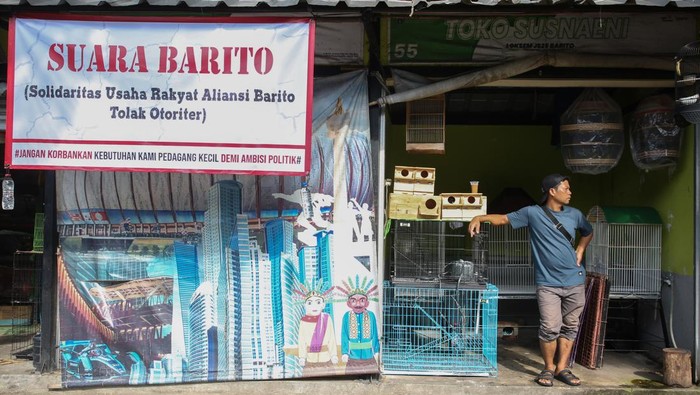 SUARA BARITO
(Solidaritas Usaha Rakyat Aliansi Barito
Tolak Otoriter)
#JANGAN KORBANKAN KEBUTUHAN KAMI PEDAGANG KECIL DEMI AMBISI POLITIK#
TOKO SUSNAENI
55